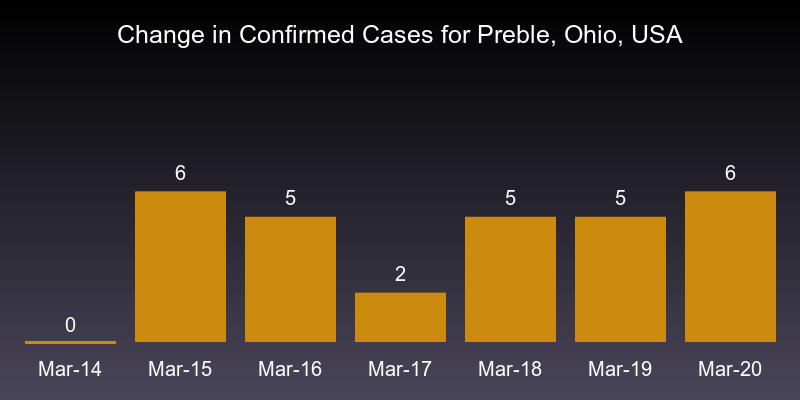 Change in Confirmed Cases for Preble, Ohio, USA
0
6
5
2
5
5
6
Mar-14
Mar-15
Mar-16
Mar-17
Mar-18
Mar-19
Mar-20